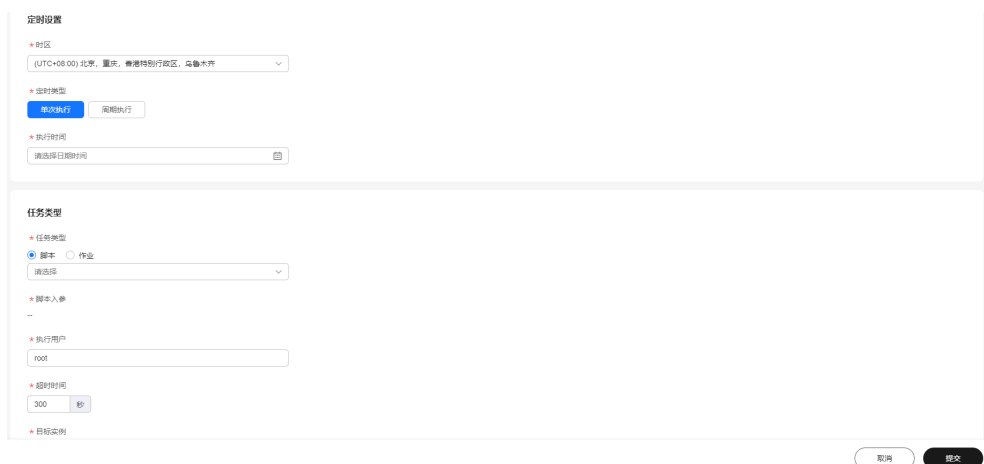 定时设置
* 时区
(UTC+08:00) 北京，重庆，香港特别行政区，乌鲁木齐
* 定时类型
单次执行 周期执行
* 执行时间
请选择日期时间
任务类型
* 任务类型
脚本 作业
请选择
* 脚本入参
--
* 执行用户
root
* 超时时间
300 秒
* 目标实例
取消 提交